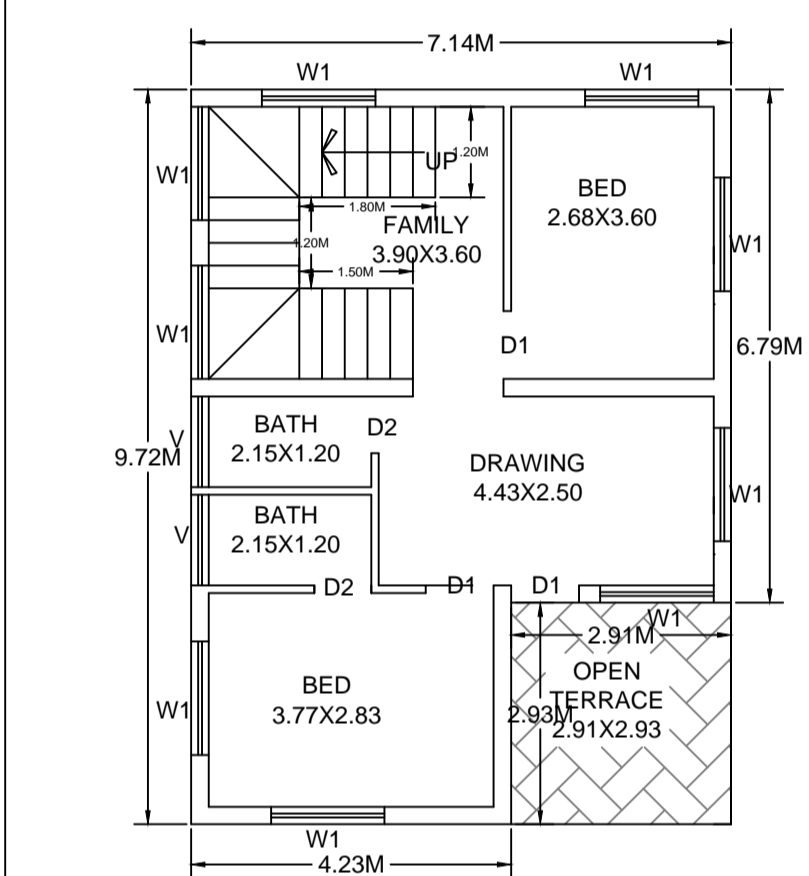 7.14M
W1
W1
W1
UP
1.20M
BED
2.68X3.60
1.80M
FAMILY
3.90X3.60
1.20M
1.50M
W1
W1
D1
6.79M
BATH
2.15X1.20
D2
V
9.72M
DRAWING
4.43X2.50
W1
BATH
2.15X1.20
V
D2
D1
D1
W1
2.91M
OPEN
TERRACE
2.91X2.93
2.93M
BED
3.77X2.83
W1
W1
4.23M